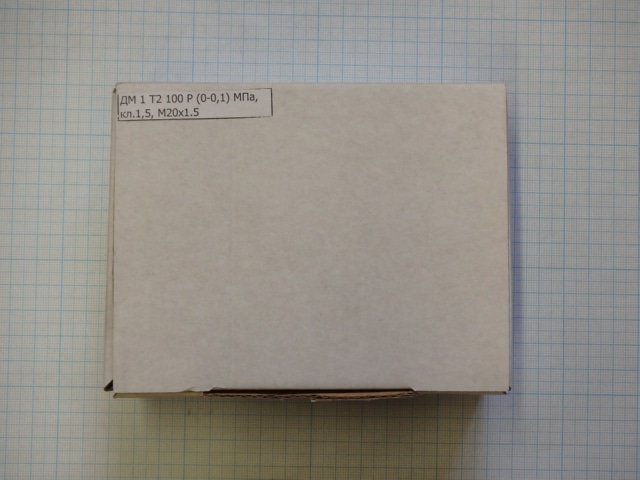 ДМ 1 Т2 100 Р (0-0,1) МПа,
кл.1,5, М20х1.5